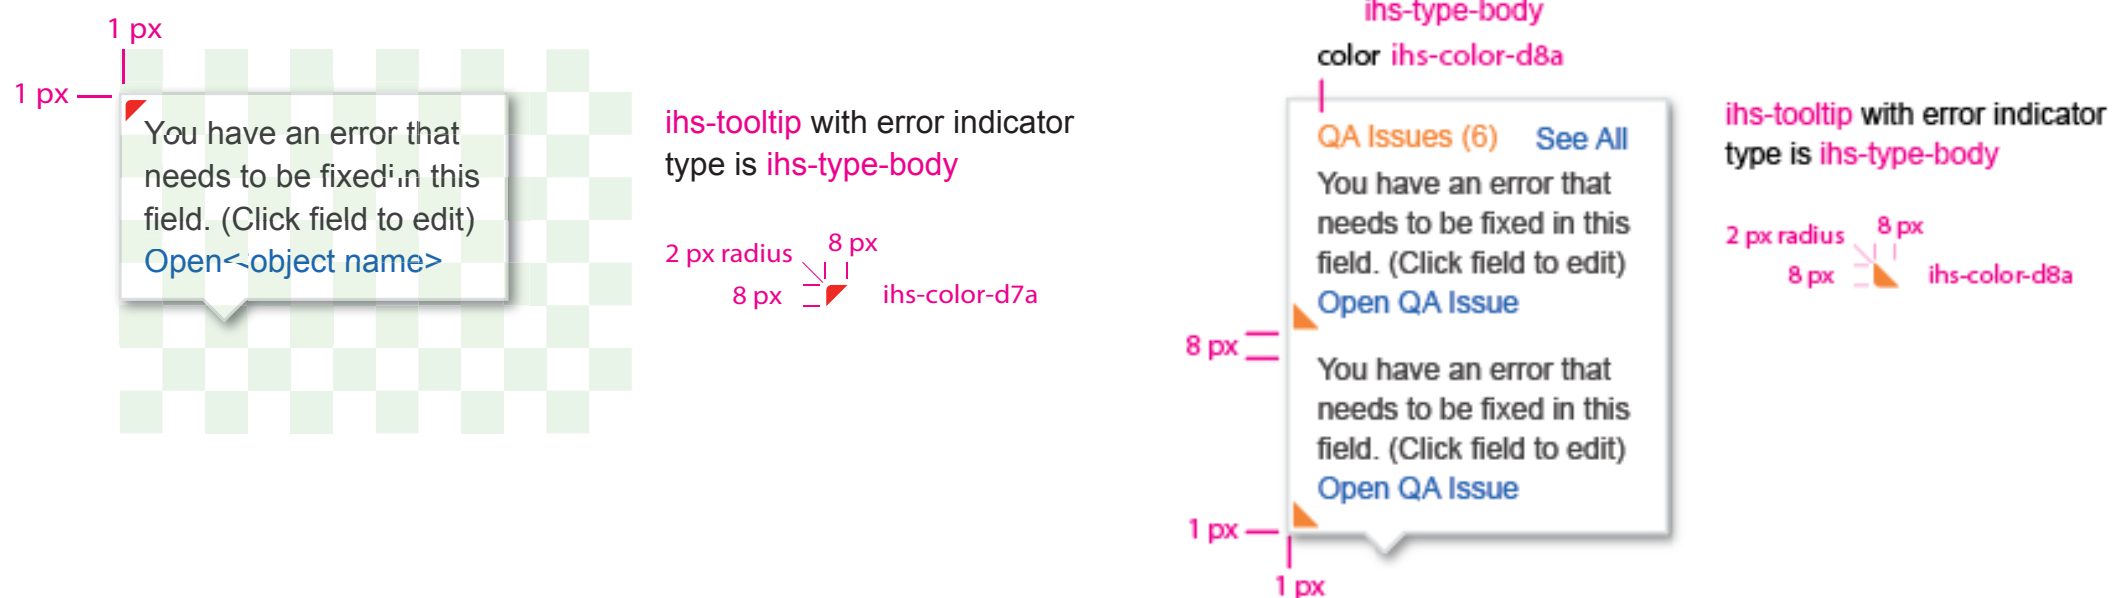 1 px
1 px
You have an error that
needs to be fixed in this
field. (Click field to edit)
Open<object name>
ihs-tooltip with error indicator
type is ihs-type-body
2 px radius
8 px
8 px
ihs-color-d7a
ihs-type-body
color ihs-color-d8a
QA Issues (6) See All
You have an error that
needs to be fixed in this
field. (Click field to edit)
Open QA Issue
8 px
You have an error that
needs to be fixed in this
field. (Click field to edit)
Open QA Issue
1 px
1 px
ihs-tooltip with error indicator
type is ihs-type-body
2 px radius
8 px
8 px
ihs-color-d8a